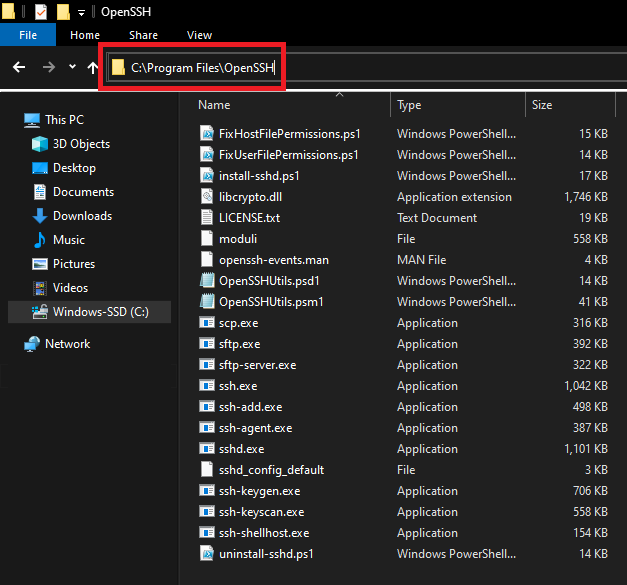 OpenSSH
File Home Share View
C:\Program Files\OpenSSH
Name Type Size
This PC
3D Objects
Desktop
Documents
Downloads
Music
Pictures
Videos
Windows-SSD (C:)
Network
FixHostFilePermissions.ps1 Windows PowerShell... 15 KB
FixUserFilePermissions.ps1 Windows PowerShell... 14 KB
install-sshd.ps1 Windows PowerShell... 17 KB
libcrypto.dll Application extension 1,746 KB
LICENSE.txt Text Document 19 KB
moduli File 558 KB
openssh-events.man MAN File 4 KB
OpenSSHUtils.psd1 Windows PowerShell... 14 KB
OpenSSHUtils.psm1 Windows PowerShell... 41 KB
scp.exe Application 316 KB
sftp.exe Application 392 KB
sftp-server.exe Application 322 KB
ssh.exe Application 1,042 KB
ssh-add.exe Application 498 KB
ssh-agent.exe Application 387 KB
sshd.exe Application 1,101 KB
sshd_config_default File 3 KB
ssh-keygen.exe Application 706 KB
ssh-keyscan.exe Application 558 KB
ssh-shellhost.exe Application 154 KB
uninstall-sshd.ps1 Windows PowerShell... 14 KB